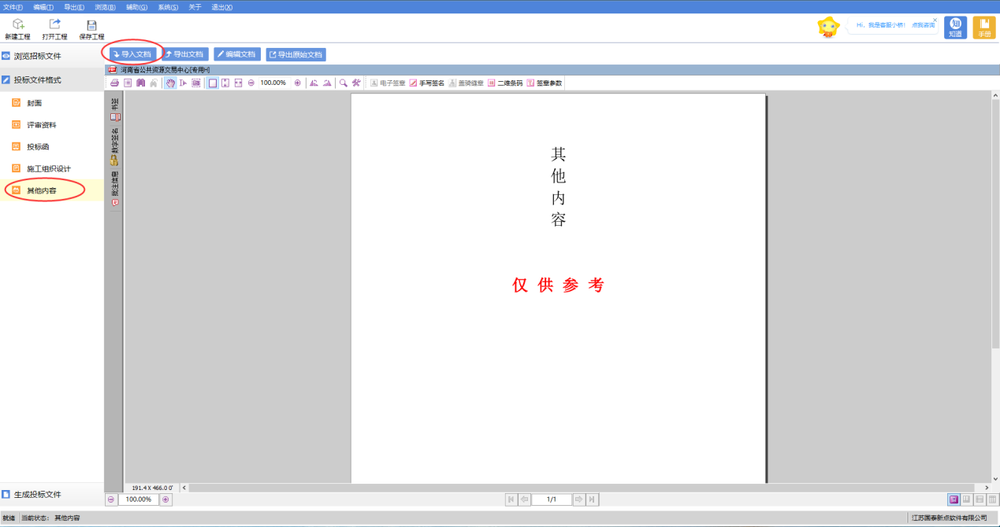 文件(F) 编辑(T) 导出(E) 浏览(B) 辅助(G) 系统(S) 关于 退出(X)
新建工程 打开工程 保存工程
Hi, 我是客服小桥! 点我咨询
知道
手册
浏览招标文件
导入文档 导出文档 编辑文档 导出原始文档
河南省公共资源交易中心[专用H]
投标文件格式
100.00% 电子签章 手写签名 盖骑缝章 二维条码 签章参数
封面
评审资料
投标函
施工组织设计
其他内容
书签
数字签名
批注信息
其
他
内
容
仅供参考
191.4 X 466.0 0'
生成投标文件
100.00%
1/1
就绪 当前状态: 其他内容
江苏国泰新点软件有限公司